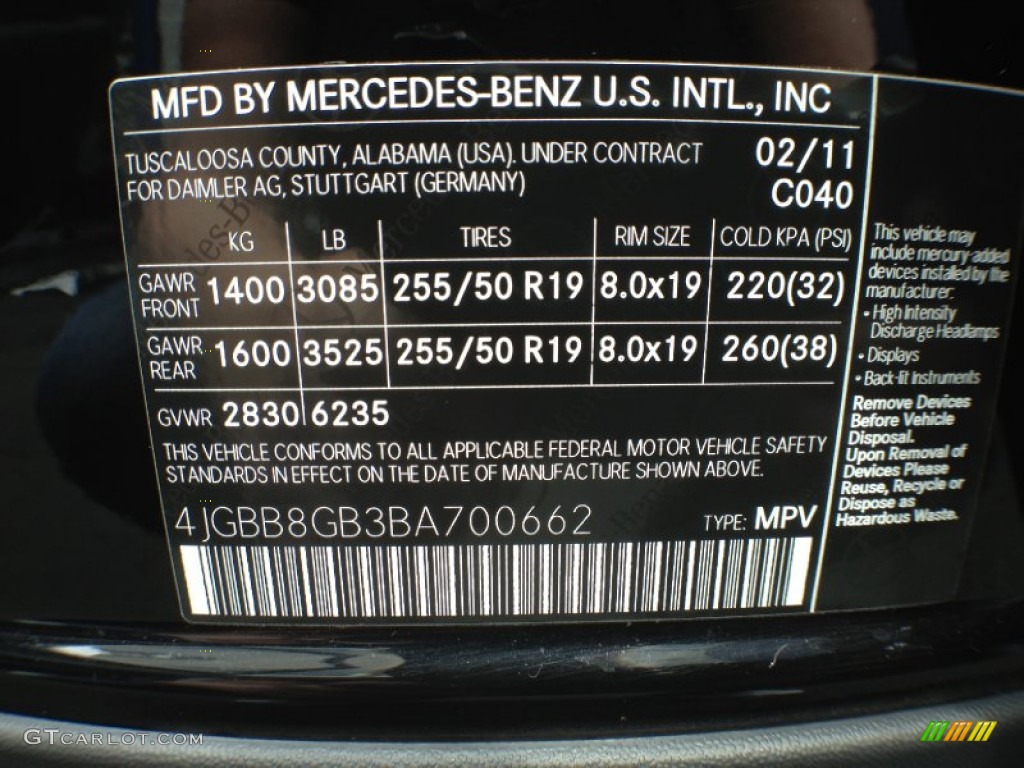 MFD BY MERCEDES-BENZ U.S. INTL., INC
TUSCALOOSA COUNTY, ALABAMA (USA). UNDER CONTRACT
FOR DAIMLER AG, STUTTGART (GERMANY)
02/11
C040
KG LB TIRES RIM SIZE COLD KPA (PSI)
GAWR FRONT 1400 3085 255/50 R19 8.0x19 220(32)
GAWR REAR 1600 3525 255/50 R19 8.0x19 260(38)
GVWR 2830 6235
THIS VEHICLE CONFORMS TO ALL APPLICABLE FEDERAL MOTOR VEHICLE SAFETY
STANDARDS IN EFFECT ON THE DATE OF MANUFACTURE SHOWN ABOVE.
4JGBB8GB3BA700662 TYPE: MPV
This vehicle may
include mercury-added
devices installed by the
manufacturer:
• High Intensity
Discharge Headlamps
• Displays
• Back-lit Instruments
Remove Devices
Before Vehicle
Disposal.
Upon Removal of
Devices Please
Reuse, Recycle or
Dispose as
Hazardous Waste.
GTcarlot.com